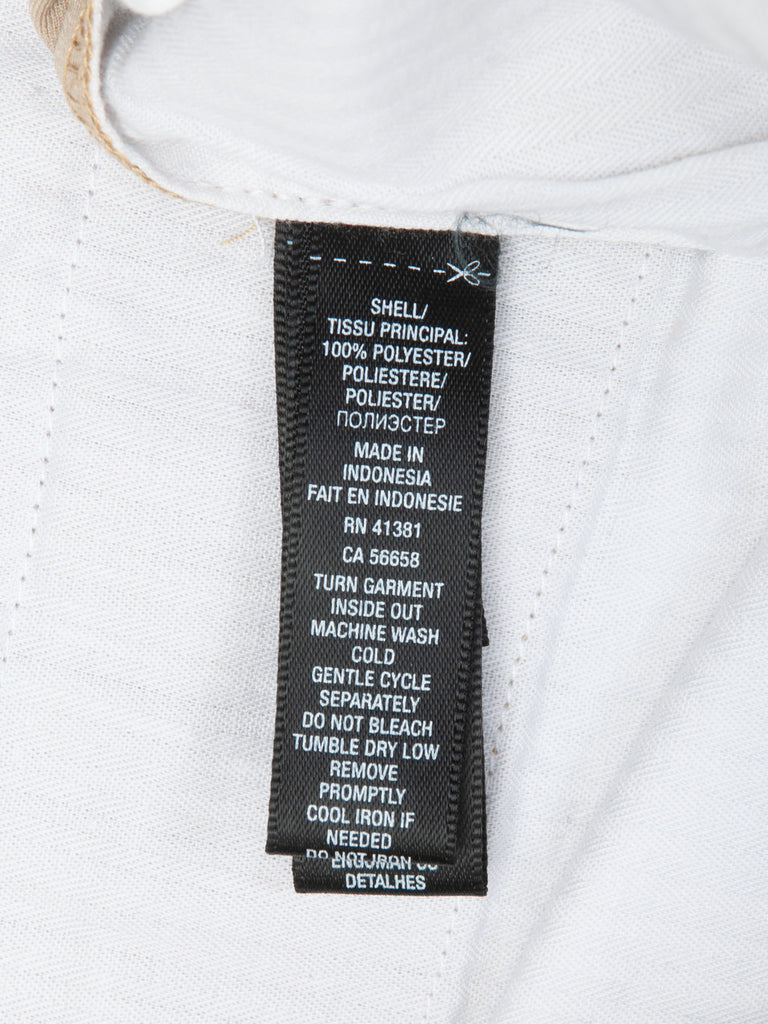 SHELL/
TISSU PRINCIPAL:
100% POLYESTER/
POLIESTERE/
POLIESTER/
ПОЛИЭСТЕР
MADE IN
INDONESIA
FAIT EN INDONESIE
RN 41381
CA 56658
TURN GARMENT
INSIDE OUT
MACHINE WASH
COLD
GENTLE CYCLE
SEPARATELY
DO NOT BLEACH
TUMBLE DRY LOW
REMOVE
PROMPTLY
COOL IRON IF
NEEDED
DETALHES